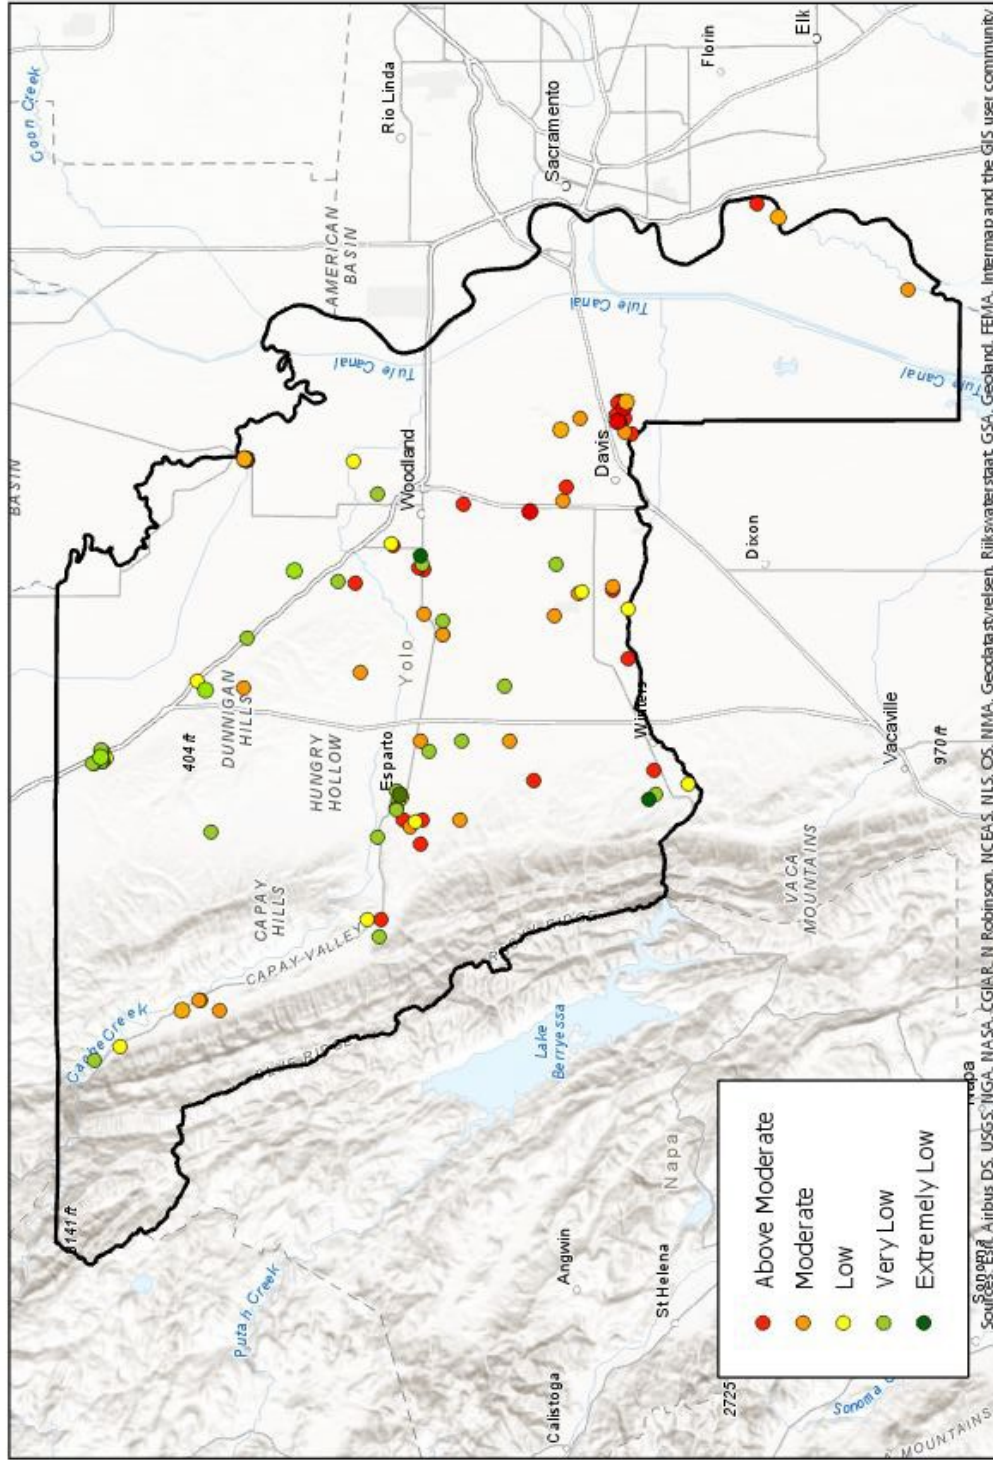 BASIN
Coon Creek
Cache Creek
404 ft
DUNNIGAN
HILLS
Putah Creek
CAPAY
HILLS
CAPAY VALLEY
HUNGRY
HOLLOW
AMERICAN
BASIN
Tule Canal
Esparto
Rio Linda
Yolo
Woodland
Lake
Berryessa
Sacramento
Calistoga
Angwin
Davis
Tule Canal
Winters
St Helena
Napa
Florin
2725
Dixon
VACA
MOUNTAINS
Elk
Vacaville
970 ft
Tule Canal
Above Moderate
Moderate
Low
Very Low
Extremely Low
Sonoma
Napa
MOUNTAINS
Sonoma
Sources: Esri, Airbus DS, USGS, NGA, NASA, CGIAR, N Robinson, NCEAS, NLS, OS, NMA, Geodatastyrelsen, Rijkswaterstaat, GSA, Geoland, FEMA, Intermap and the GIS user community